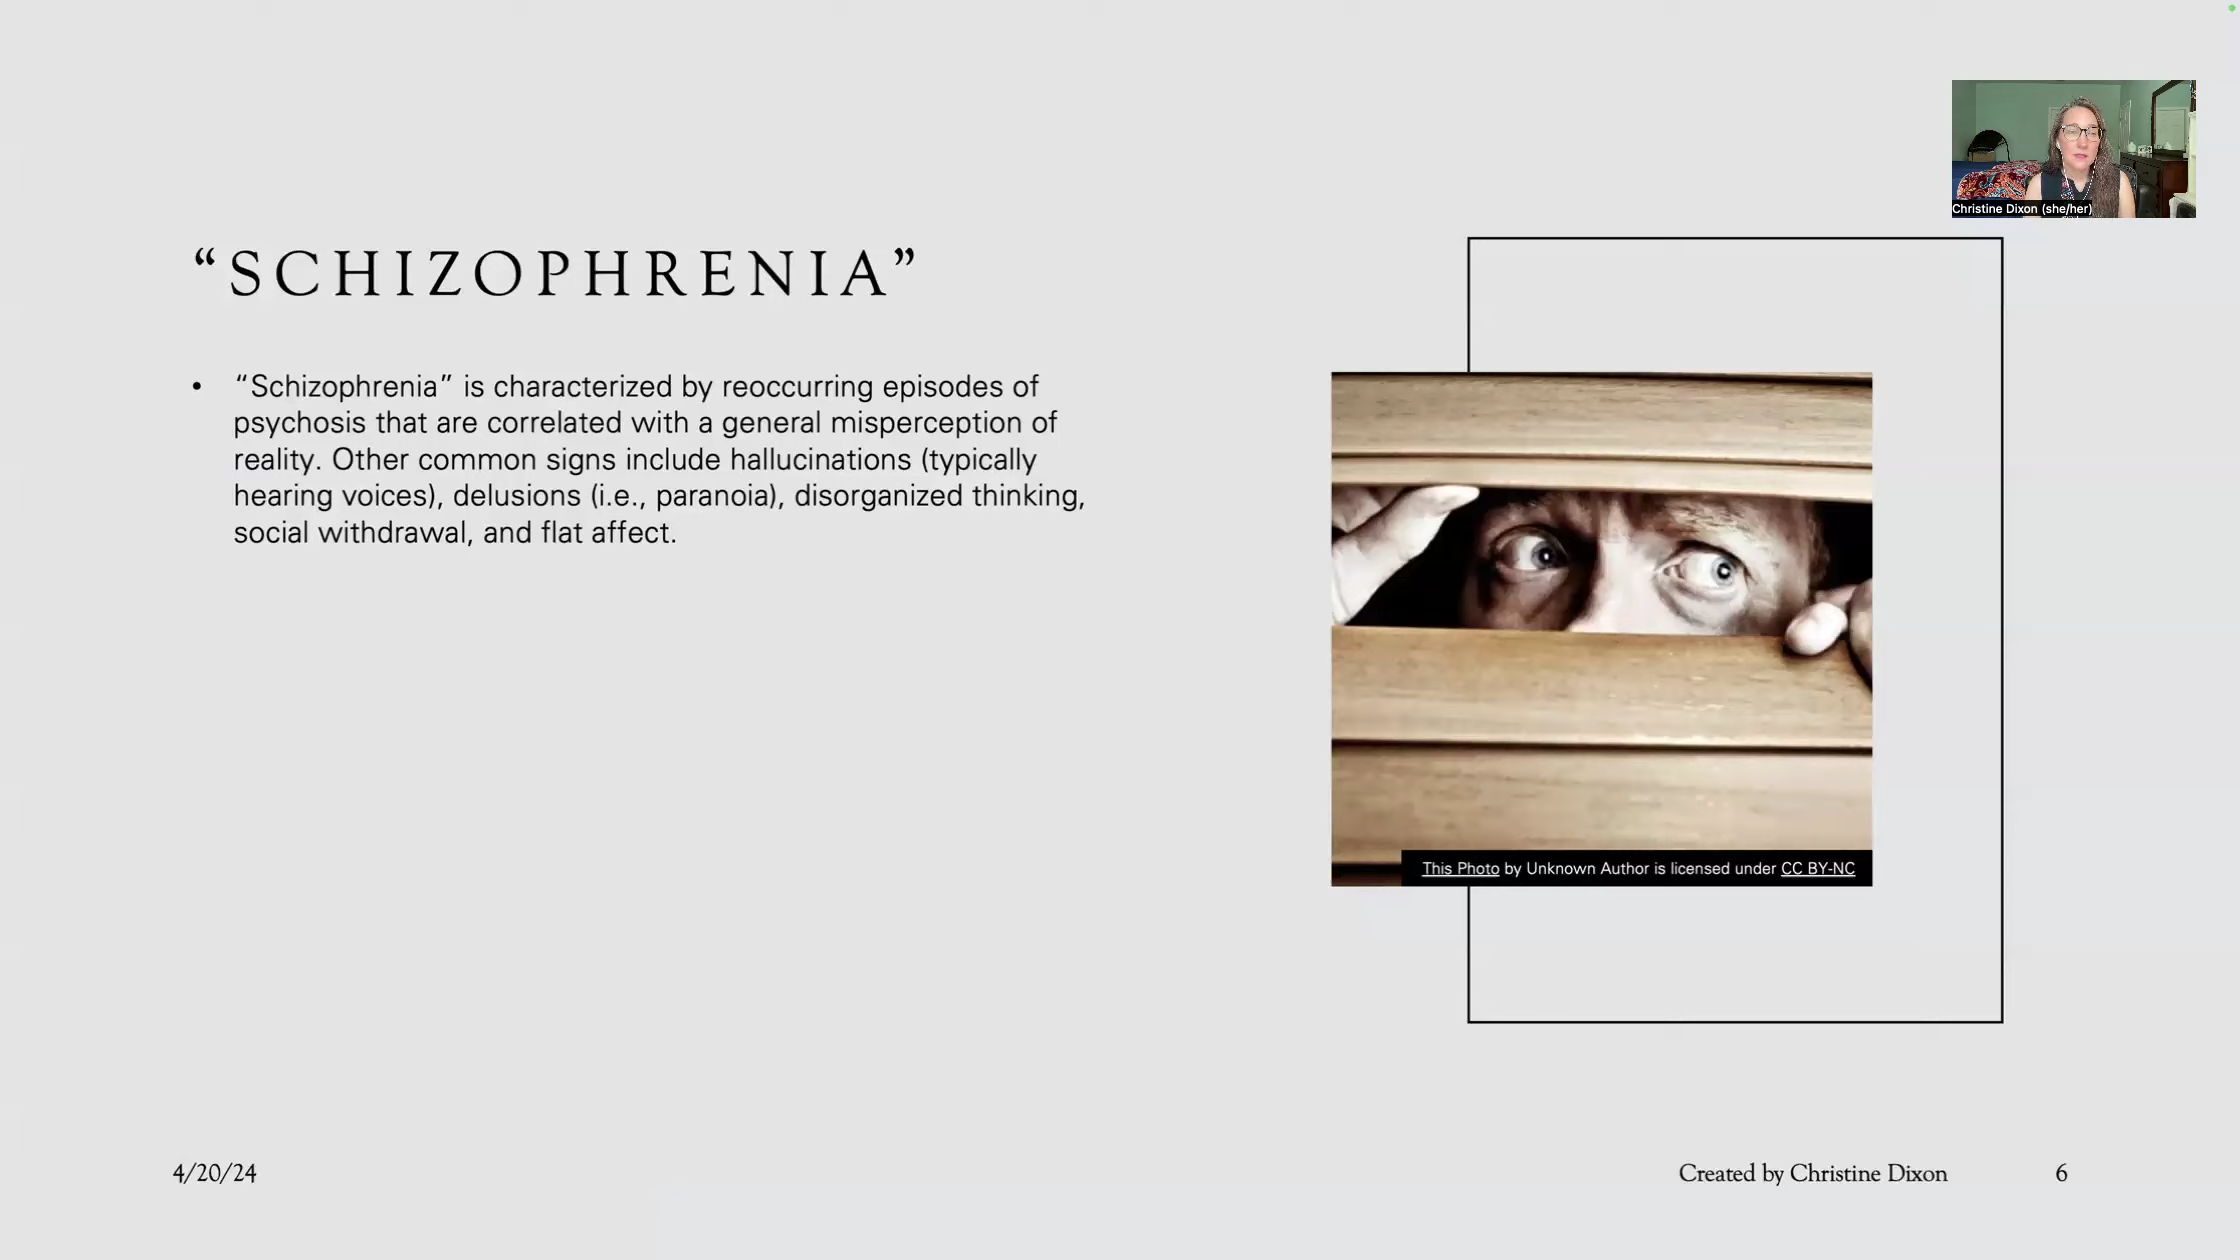 Christine Dixon (she/her)
“SCHIZOPHRENIA”
• “Schizophrenia” is characterized by reoccurring episodes of
psychosis that are correlated with a general misperception of
reality. Other common signs include hallucinations (typically
hearing voices), delusions (i.e., paranoia), disorganized thinking,
social withdrawal, and flat affect.
This Photo by Unknown Author is licensed under CC BY-NC
4/20/24
Created by Christine Dixon
6